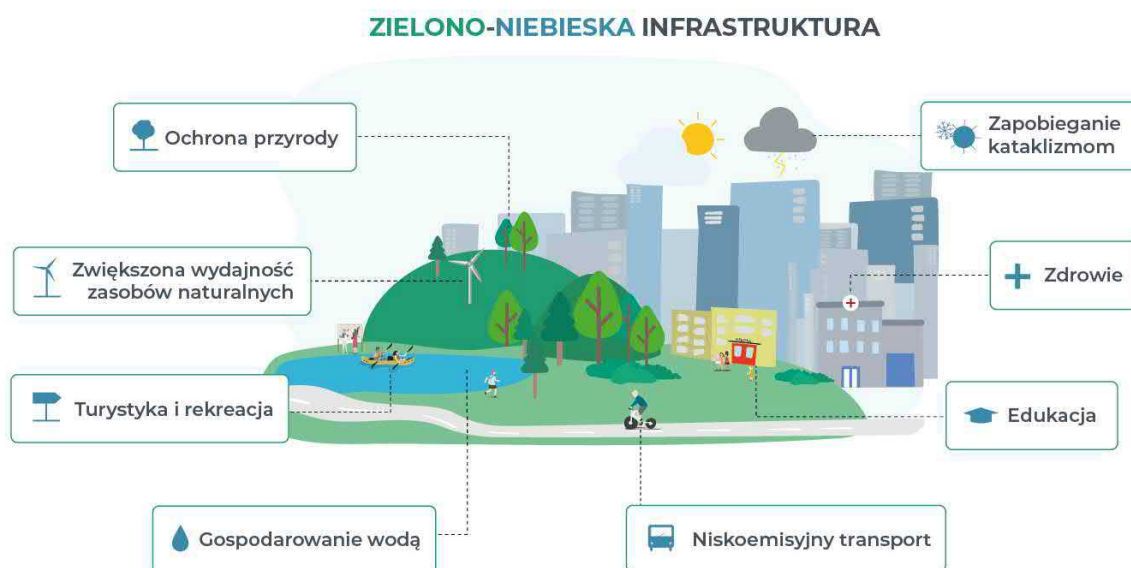 ZIELONO-NIEBIESKA INFRASTRUKTURA
Ochrona przyrody
Zapobieganie
kataklizmom
Zwiększona wydajność
zasobów naturalnych
Zdrowie
Turystyka i rekreacja
Edukacja
Gospodarowanie wodą
Niskoemisyjny transport